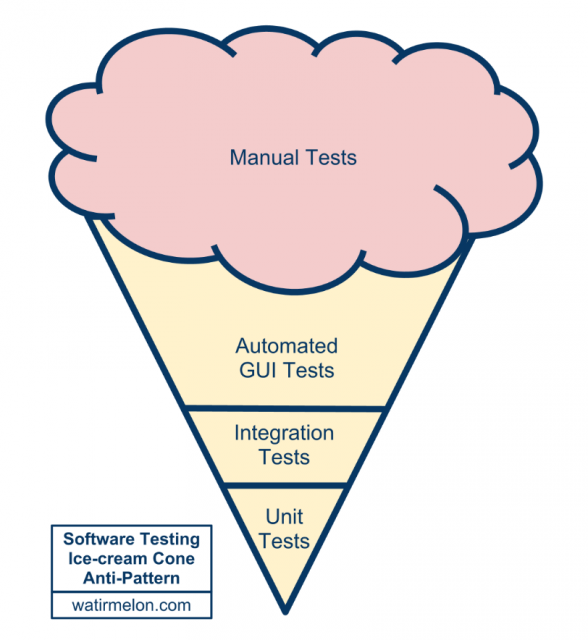 Manual Tests
Automated
GUI Tests
Integration
Tests
Unit
Tests
Software Testing
Ice-cream Cone
Anti-Pattern
watirmelon.com